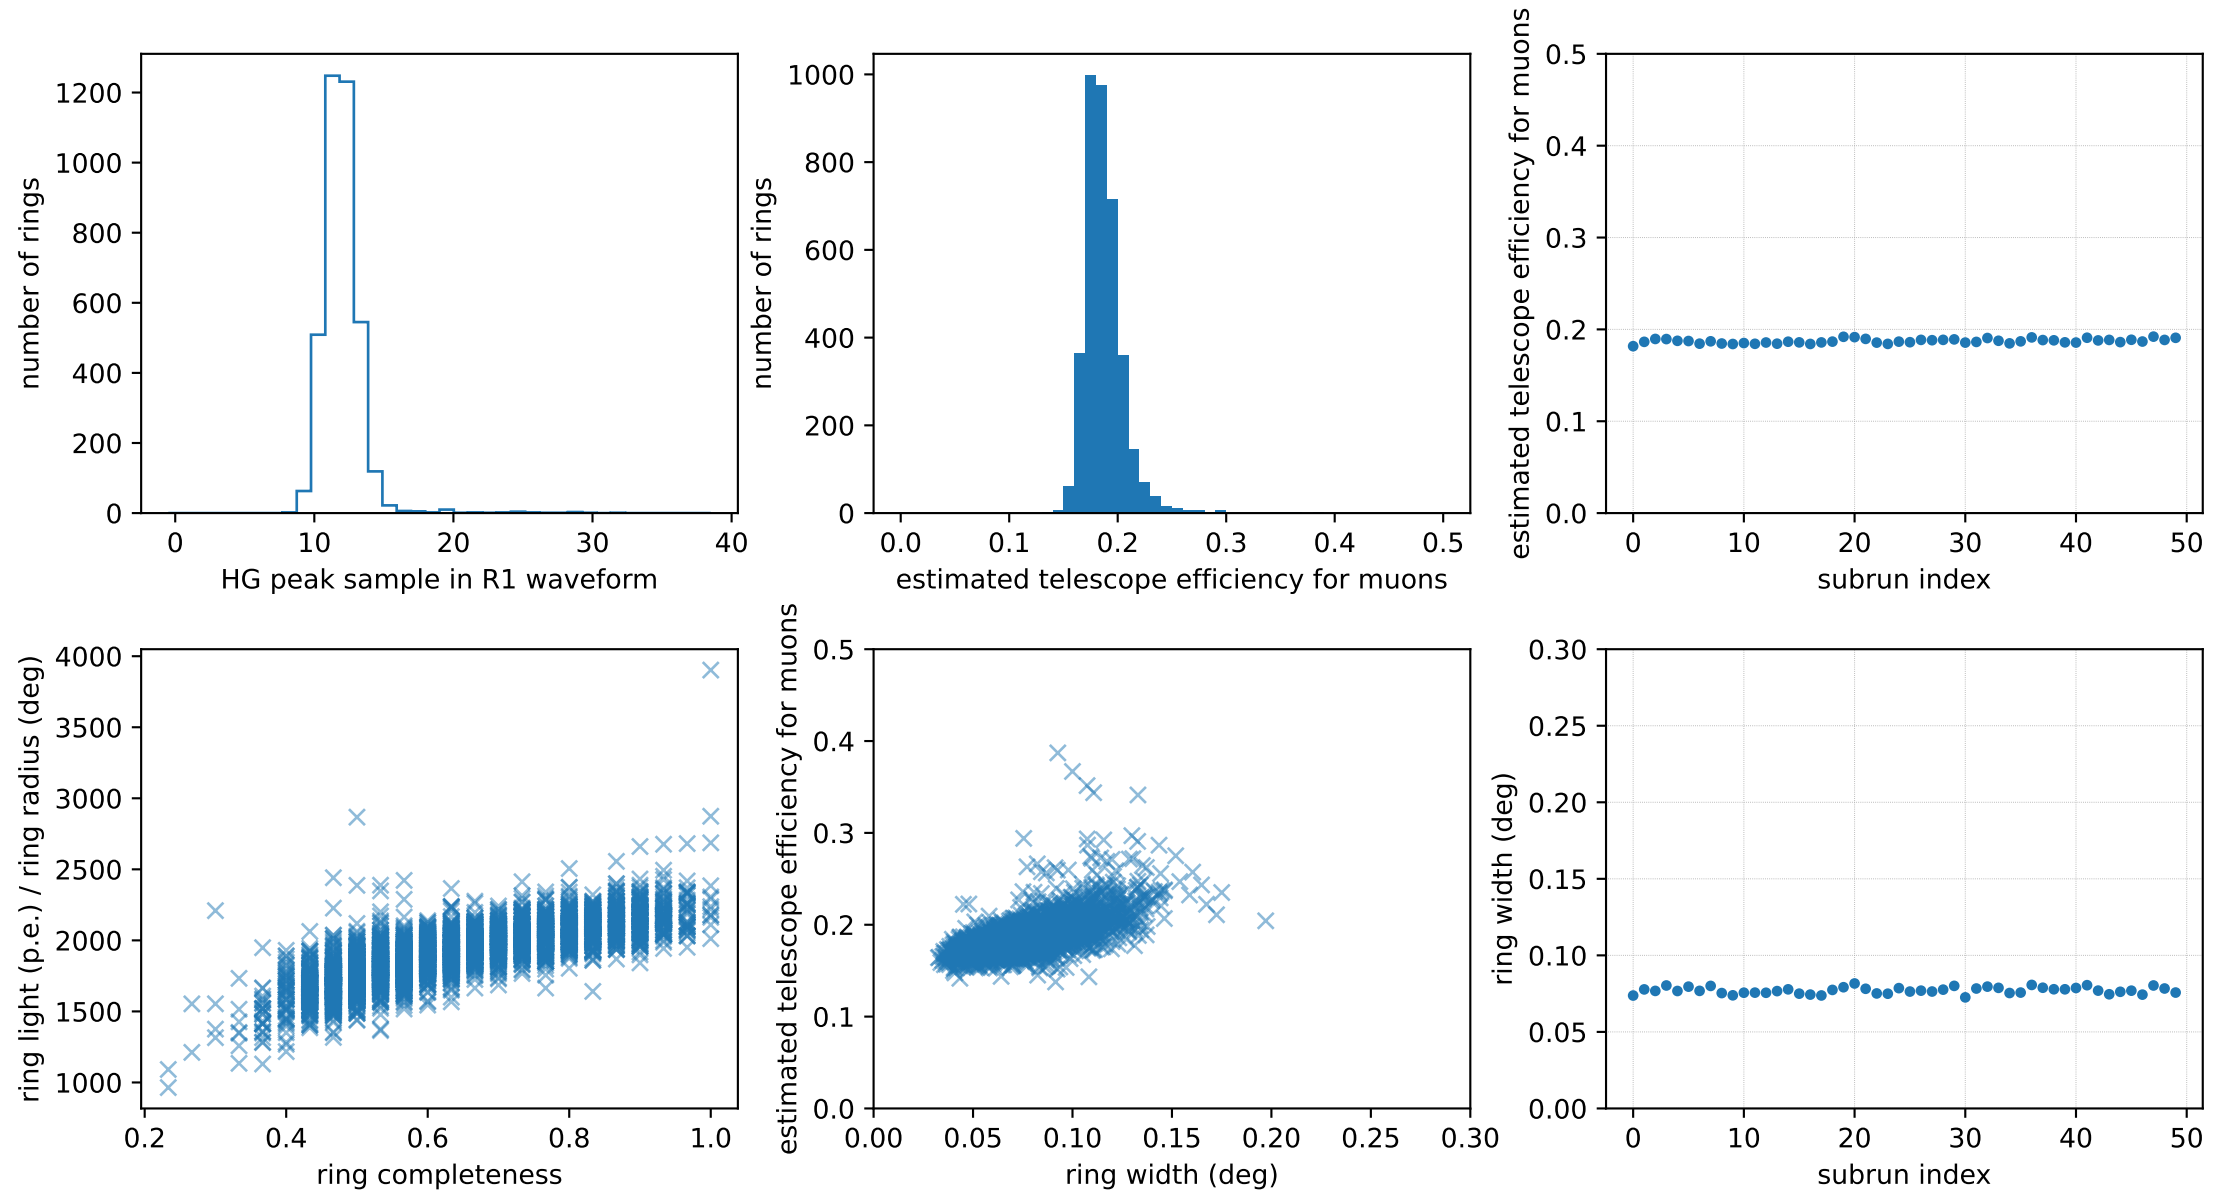 number of rings
1200
1000
800
600
400
200
0
0 10 20 30 40
HG peak sample in R1 waveform
number of rings
1000
800
600
400
200
0
0.0 0.1 0.2 0.3 0.4 0.5
estimated telescope efficiency for muons
estimated telescope efficiency for muons
0.5
0.4
0.3
0.2
0.1
0.0
0 10 20 30 40 50
subrun index
ring light (p.e.) / ring radius (deg)
4000
3500
3000
2500
2000
1500
1000
0.2 0.4 0.6 0.8 1.0
ring completeness
estimated telescope efficiency for muons
0.5
0.4
0.3
0.2
0.1
0.0
0.00 0.05 0.10 0.15 0.20 0.25 0.30
ring width (deg)
ring width (deg)
0.30
0.25
0.20
0.15
0.10
0.05
0.00
0 10 20 30 40 50
subrun index